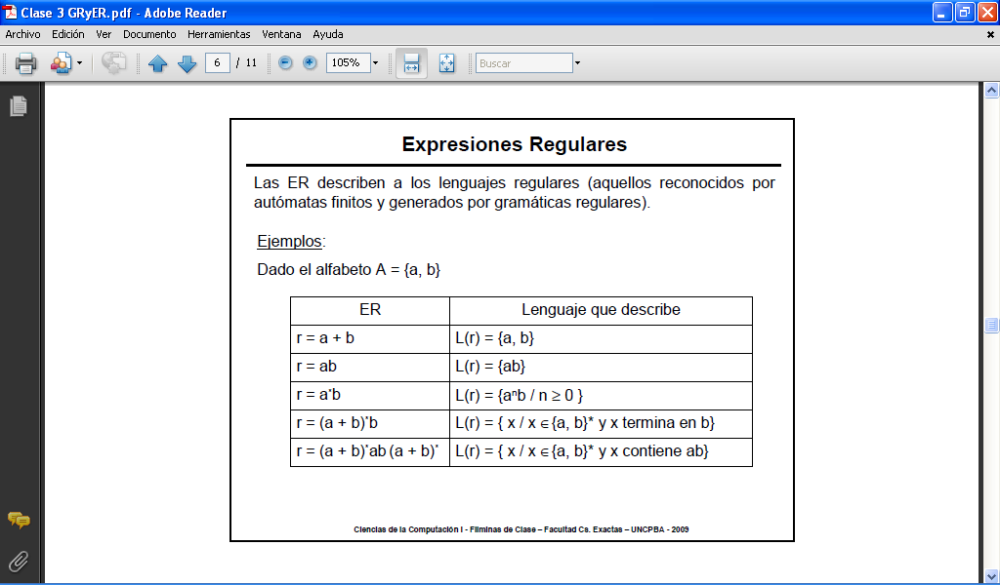 Clase 3 GRyER.pdf - Adobe Reader
Archivo Edición Ver Documento Herramientas Ventana Ayuda
6 / 11 105% Buscar
Expresiones Regulares
Las ER describen a los lenguajes regulares (aquellos reconocidos por
autómatas finitos y generados por gramáticas regulares).
Ejemplos:
Dado el alfabeto A = {a, b}
ER Lenguaje que describe
r = a + b L(r) = {a, b}
r = ab L(r) = {ab}
r = a*b L(r) = {aⁿb / n ≥ 0 }
r = (a + b)*b L(r) = { x / x ∈ {a, b}* y x termina en b}
r = (a + b)*ab (a + b)* L(r) = { x / x ∈ {a, b}* y x contiene ab}
Ciencias de la Computación I - Filminas de Clase – Facultad Cs. Exactas – UNCPBA - 2009